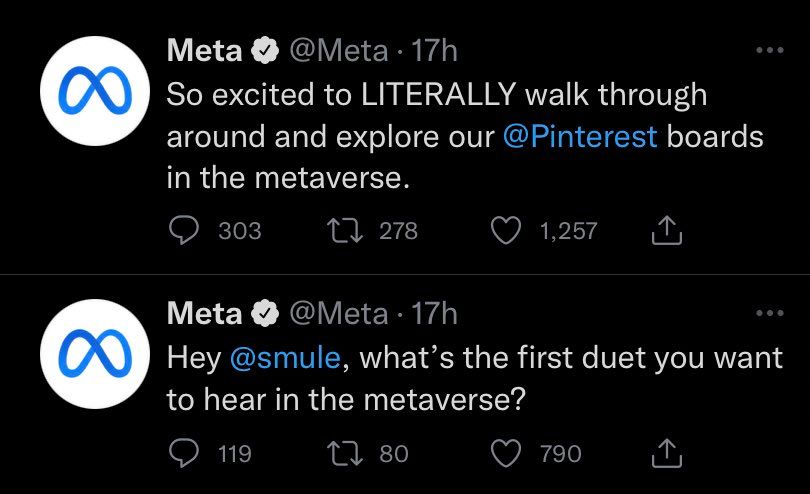 Meta @Meta · 17h
So excited to LITERALLY walk through
around and explore our @Pinterest boards
in the metaverse.
303 278 1,257
Meta @Meta · 17h
Hey @smule, what’s the first duet you want
to hear in the metaverse?
119 80 790